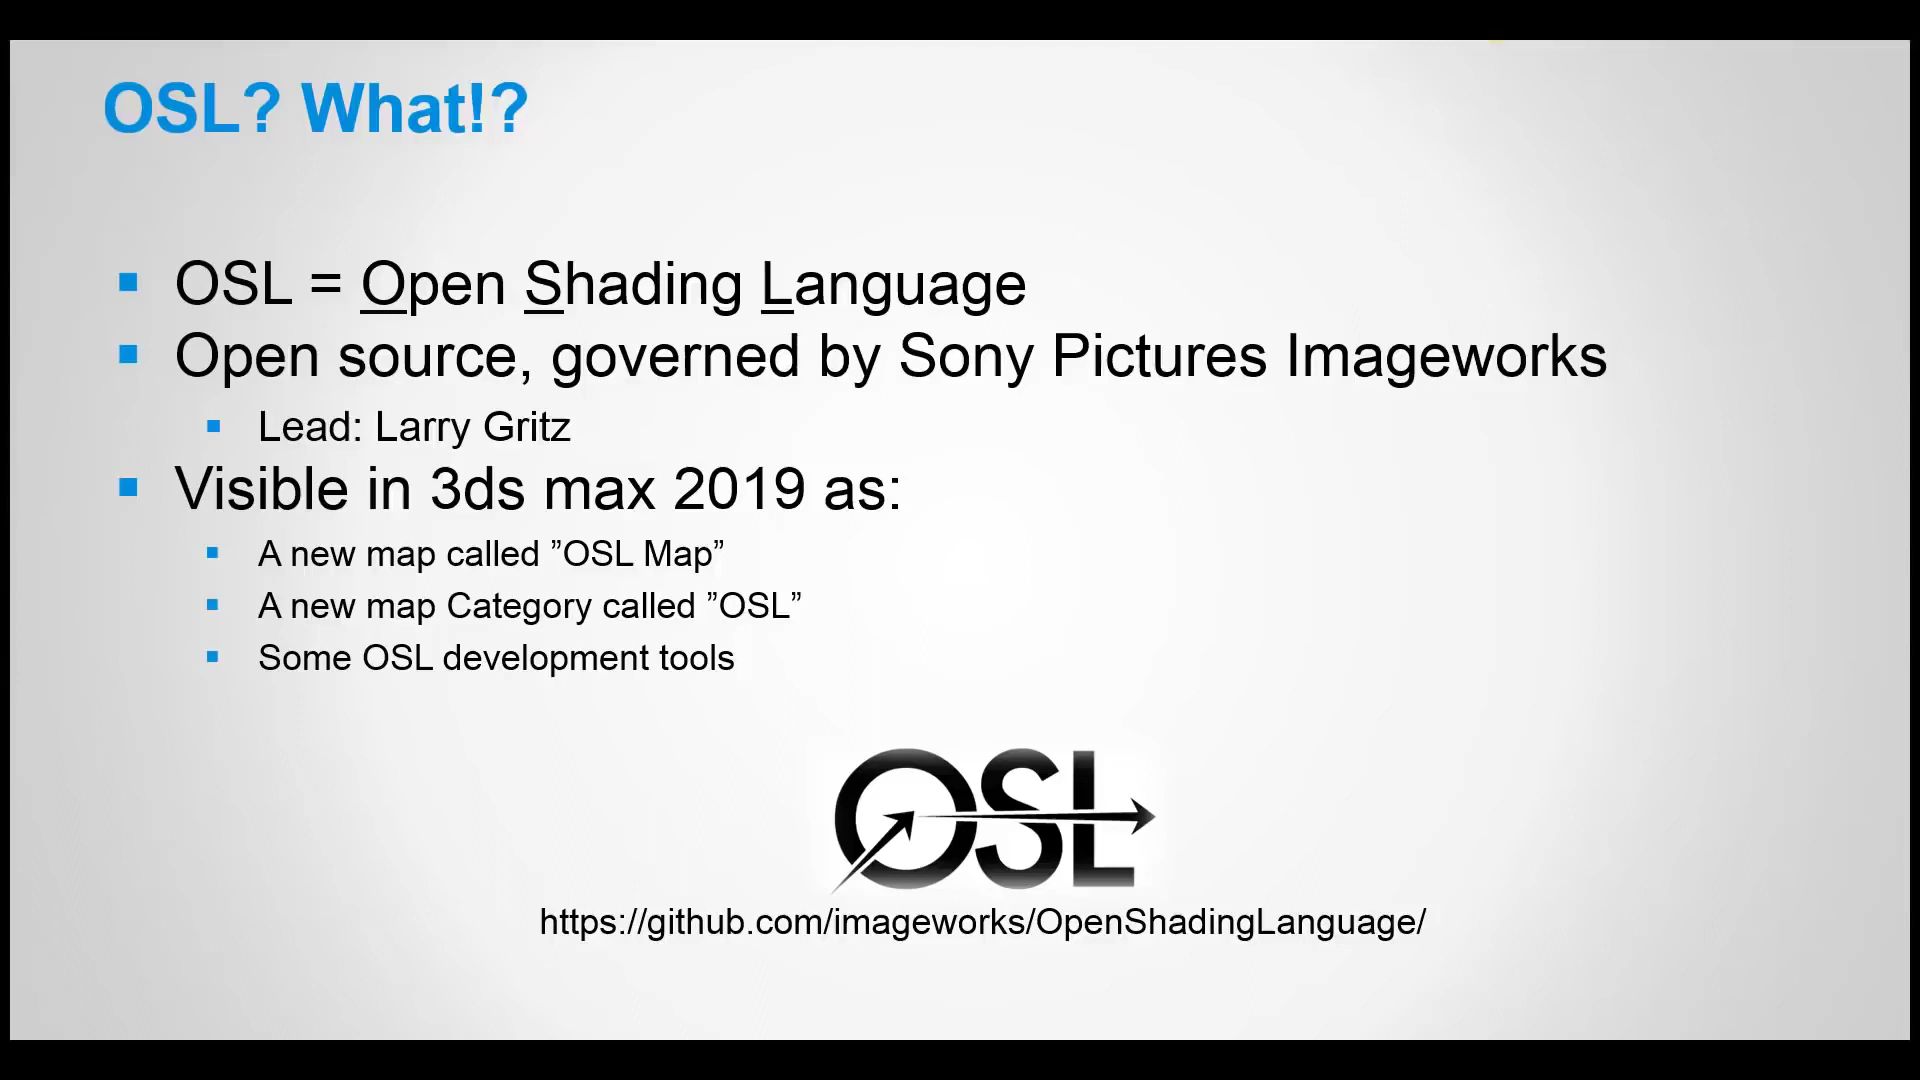 OSL? What!?
OSL = Open Shading Language
Open source, governed by Sony Pictures Imageworks
Lead: Larry Gritz
Visible in 3ds max 2019 as:
A new map called ”OSL Map”
A new map Category called ”OSL”
Some OSL development tools
OSL
https://github.com/imageworks/OpenShadingLanguage/